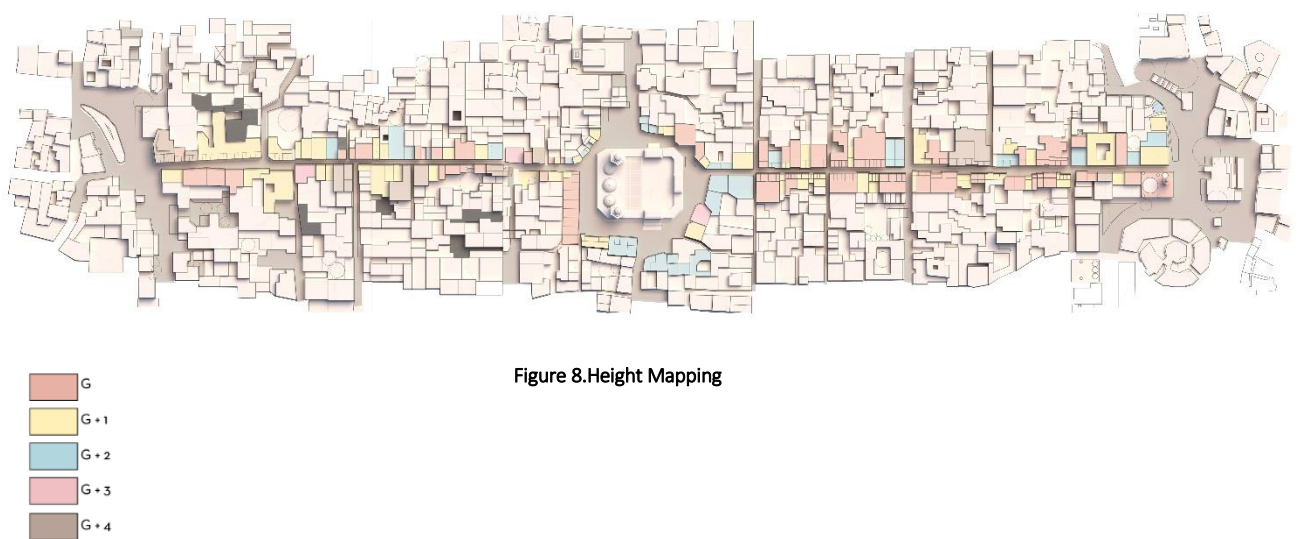 Figure 8.Height Mapping
G
G + 1
G + 2
G + 3
G + 4